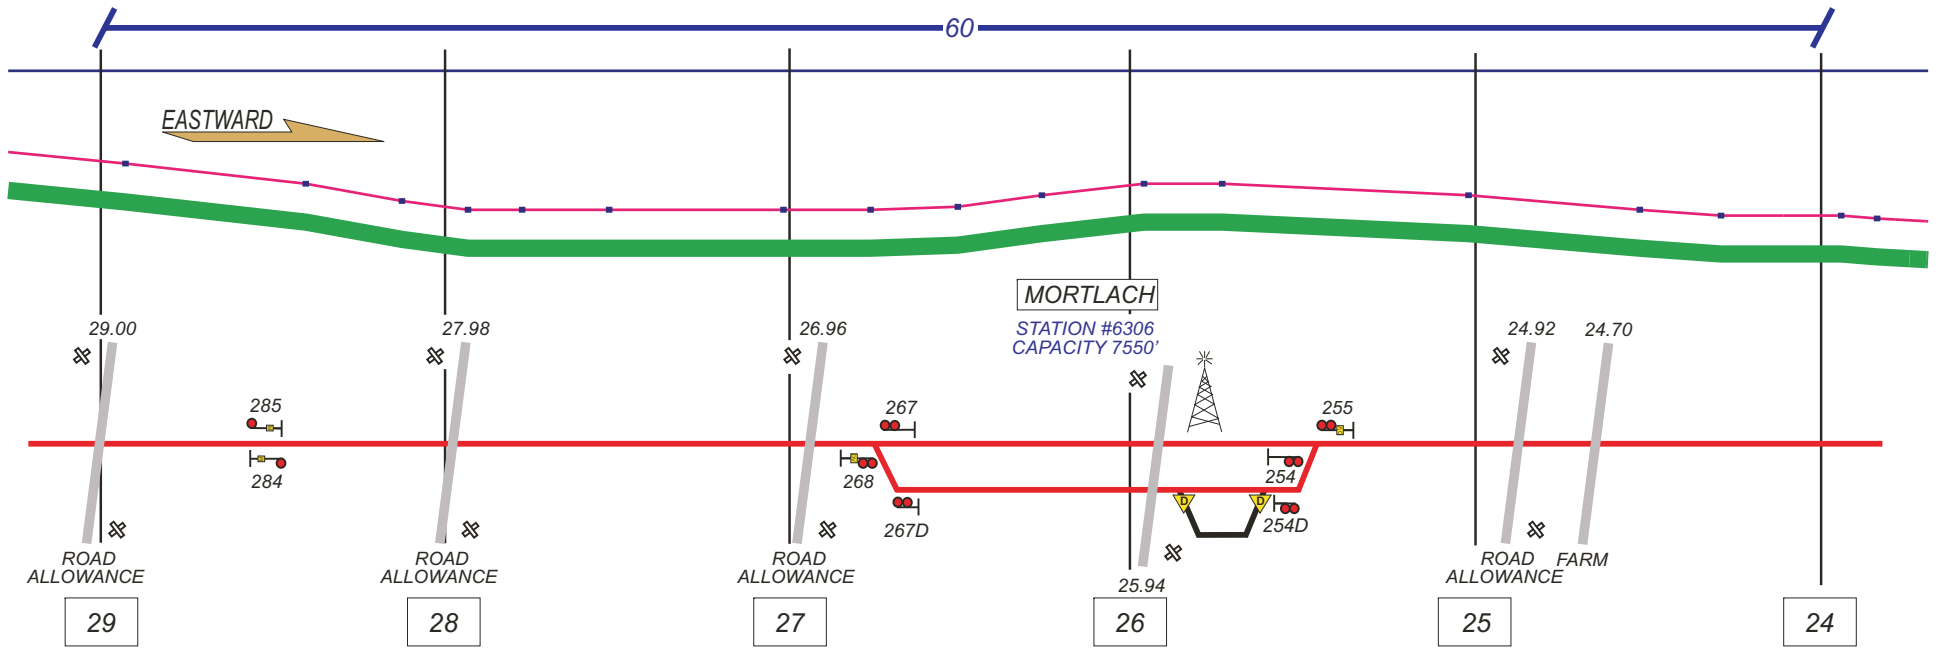 60
EASTWARD
MORTLACH
STATION #6306
CAPACITY 7550'
29.00
27.98
26.96
24.92
24.70
285
284
267
268
267D
255
254
254D
D
D
ROAD
ALLOWANCE
ROAD
ALLOWANCE
ROAD
ALLOWANCE
25.94
ROAD
ALLOWANCE
FARM
29
28
27
26
25
24